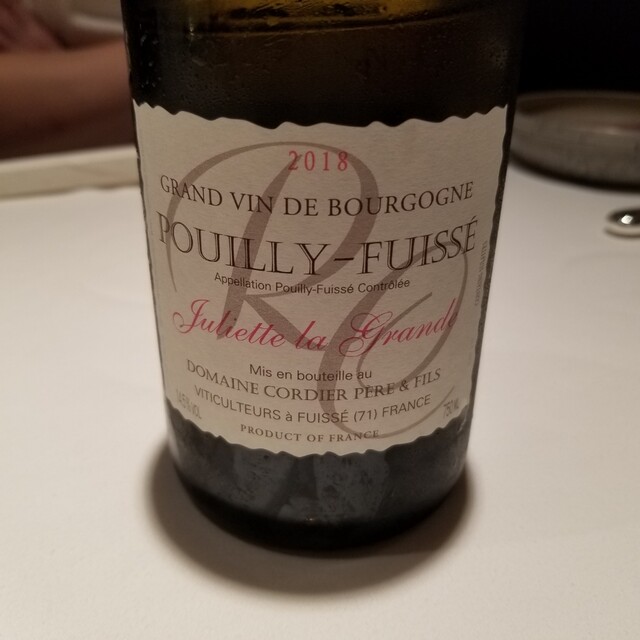 2018
GRAND VIN DE BOURGOGNE
POUILLY-FUISSÉ
Appellation Pouilly-Fuissé Contrôlée
Juliette la Grande
Mis en bouteille au
DOMAINE CORDIER PÈRE & FILS
VITICULTEURS à FUISSÉ (71) FRANCE
PRODUCT OF FRANCE